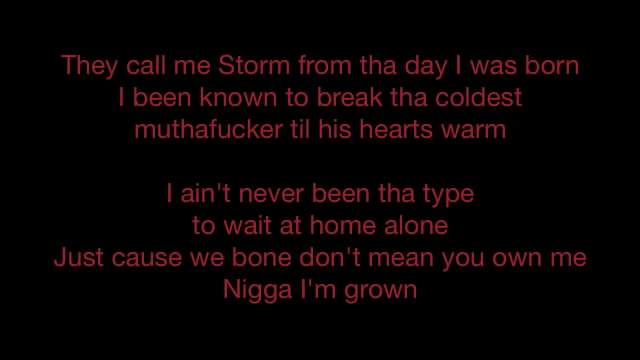 They call me Storm from tha day I was born
I been known to break tha coldest
muthafucker til his hearts warm
I ain't never been tha type
to wait at home alone
Just cause we bone don't mean you own me
Nigga I'm grown